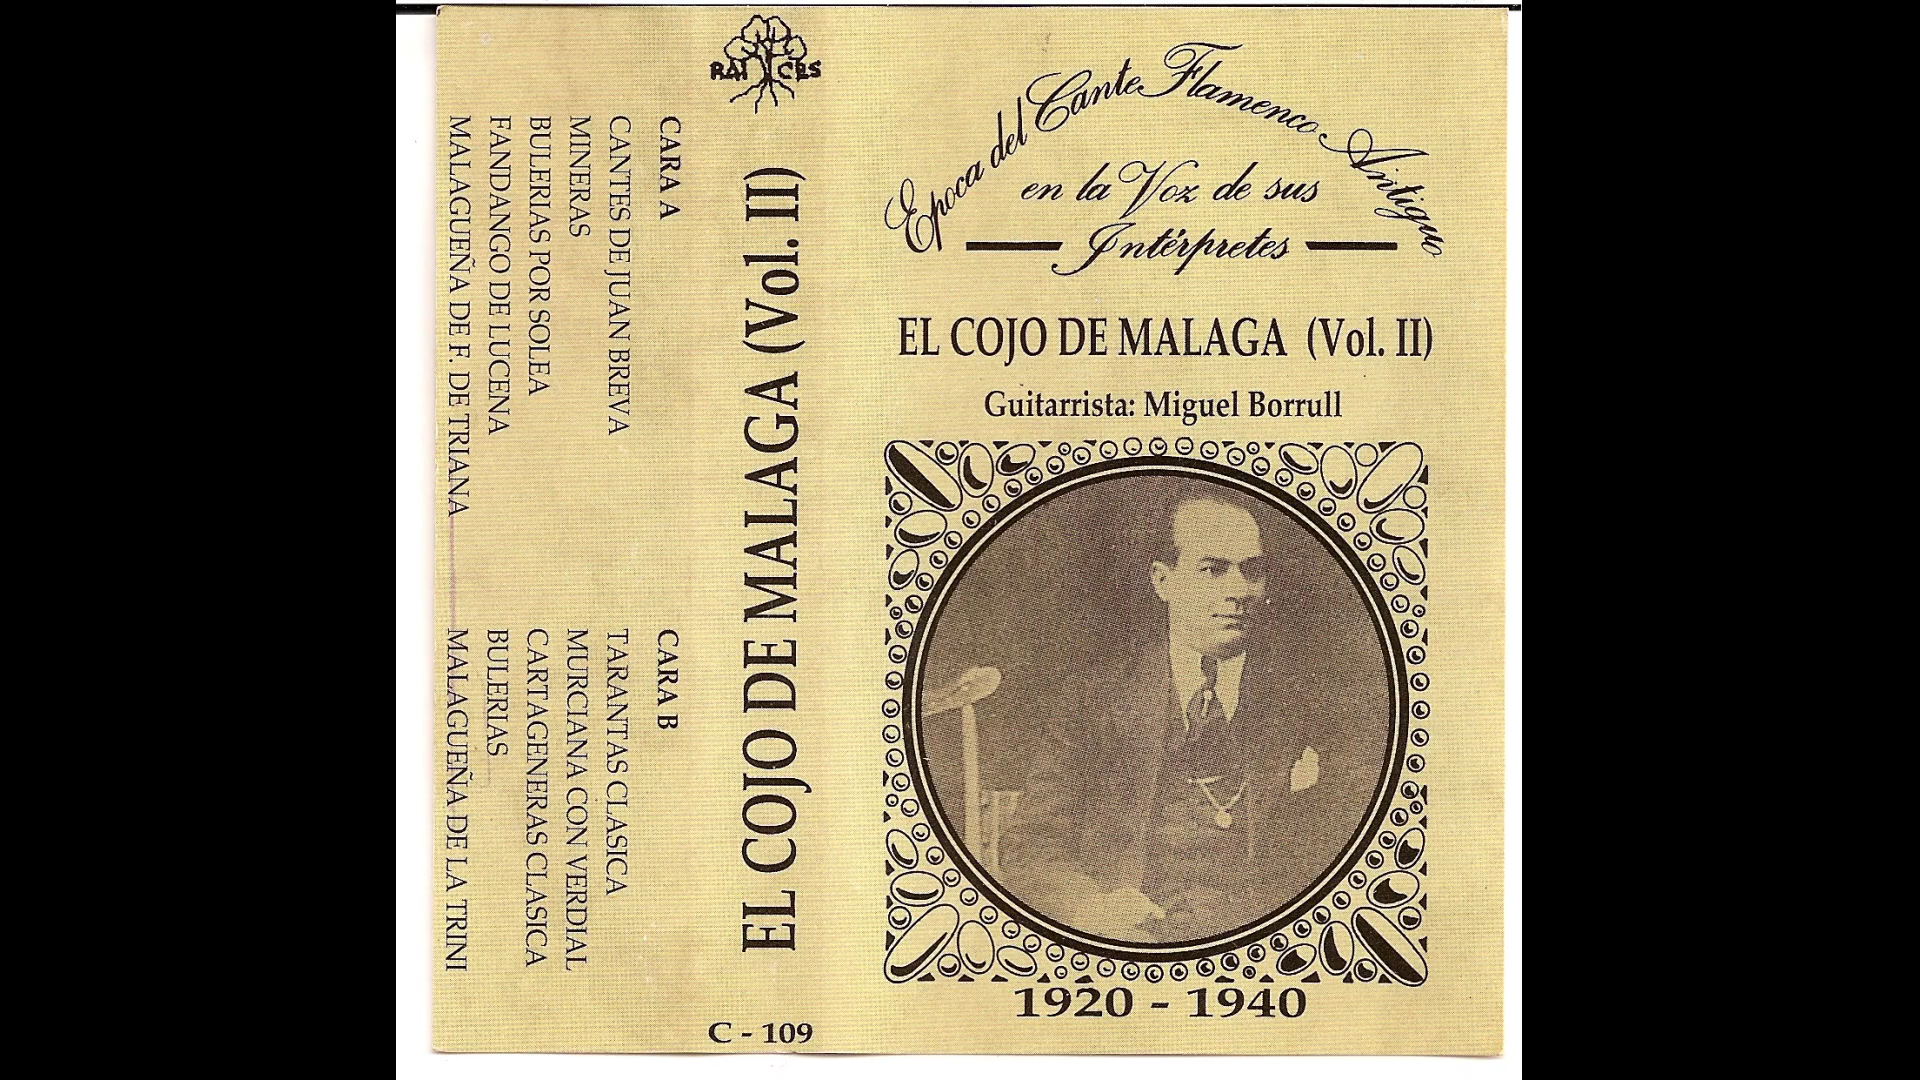 CARA A
CANTES DE JUAN BREVA
MINERAS
BULERIAS POR SOLEA
FANDANGO DE LUCENA
MALAGUEÑA DE F. DE TRIANA
CARA B
TARANTAS CLASICA
MURCIANA CON VERDIAL
CARTAGENERAS CLASICA
BULERIAS
MALAGUEÑA DE LA TRINI
RAICES
EL COJO DE MALAGA (Vol. II)
C - 109
Epoca del Cante Flamenco Antiguo
en la Voz de sus
Intérpretes
EL COJO DE MALAGA (Vol. II)
Guitarrista: Miguel Borrull
1920 - 1940